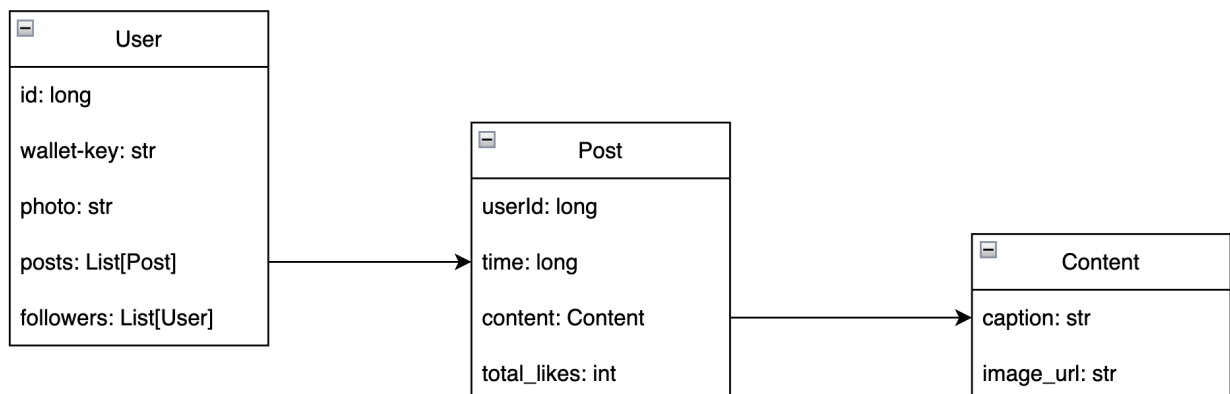 User
id: long
wallet-key: str
photo: str
posts: List[Post]
followers: List[User]
Post
userId: long
time: long
content: Content
total_likes: int
Content
caption: str
image_url: str